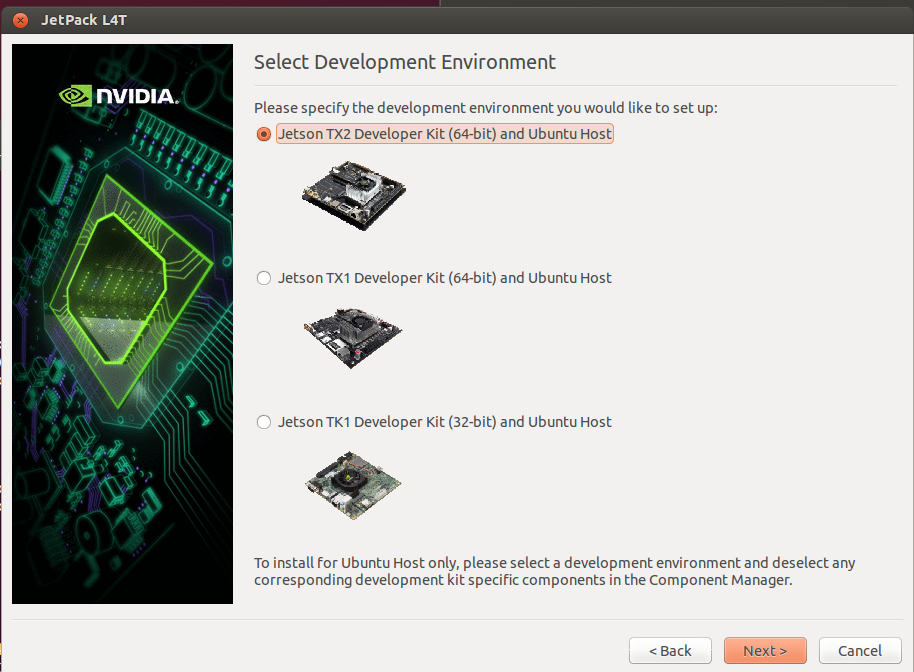 JetPack L4T
NVIDIA.
Select Development Environment
Please specify the development environment you would like to set up:
Jetson TX2 Developer Kit (64-bit) and Ubuntu Host
Jetson TX1 Developer Kit (64-bit) and Ubuntu Host
Jetson TK1 Developer Kit (32-bit) and Ubuntu Host
To install for Ubuntu Host only, please select a development environment and deselect any
corresponding development kit specific components in the Component Manager.
< Back
Next >
Cancel